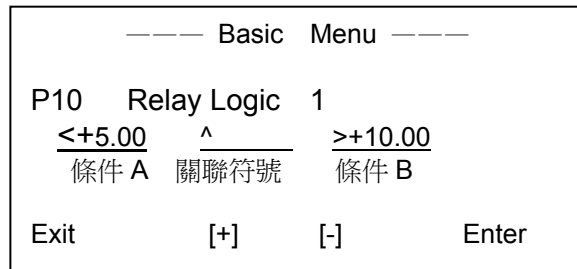 ——— Basic Menu ———
P10 Relay Logic 1
<+5.00 ^ >+10.00
條件 A 關聯符號 條件 B
Exit [+] [-] Enter